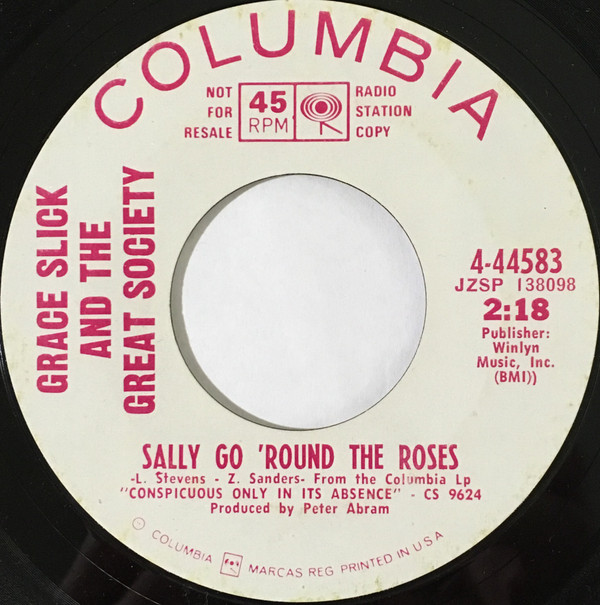 COLUMBIA
NOT
FOR
RESALE
45
RPM
RADIO
STATION
COPY
GRACE SLICK
AND THE
GREAT SOCIETY
4-44583
JZSP 138098
2:18
Publisher:
Winlyn
Music, Inc.
(BMI))
SALLY GO 'ROUND THE ROSES
-L. Stevens - Z. Sanders- From the Columbia Lp
"CONSPICUOUS ONLY IN ITS ABSENCE" - CS 9624
Produced by Peter Abram
COLUMBIA MARCAS REG PRINTED IN U S A